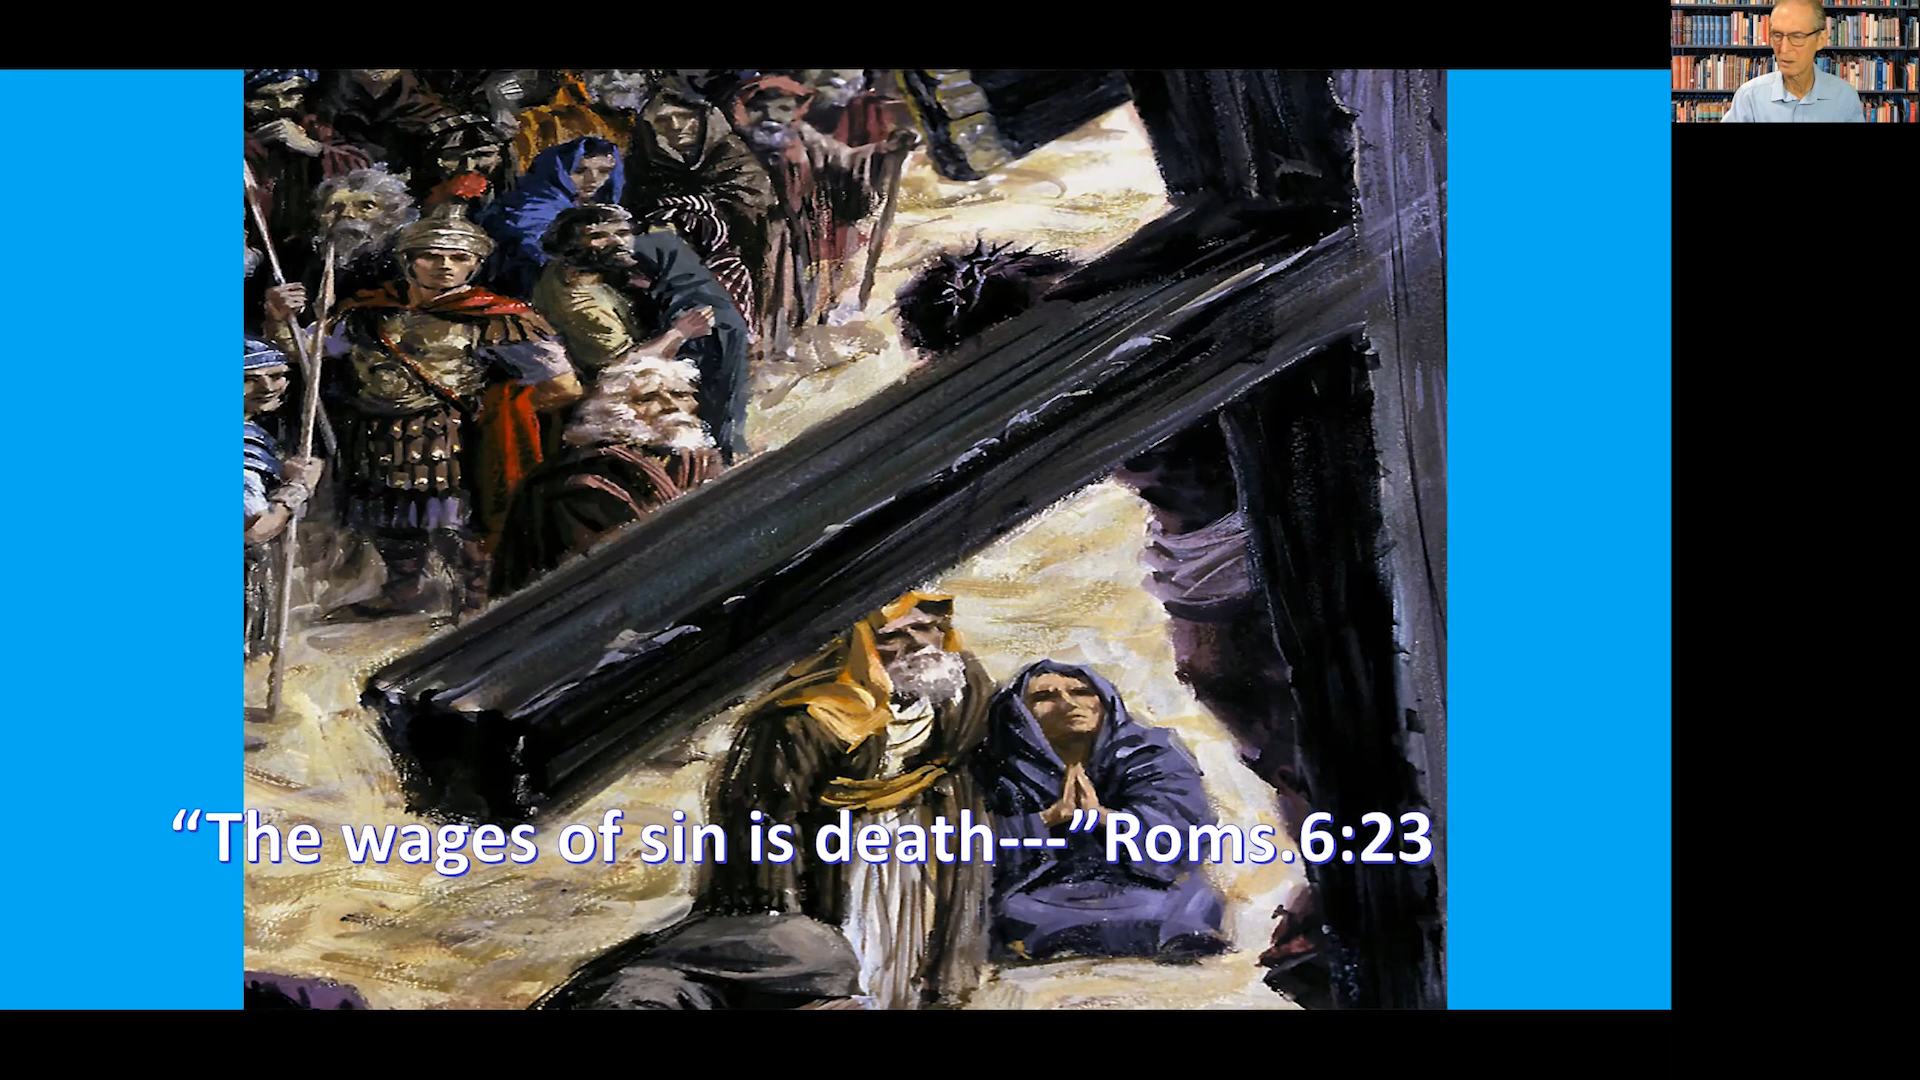 “The wages of sin is death---”Roms.6:23